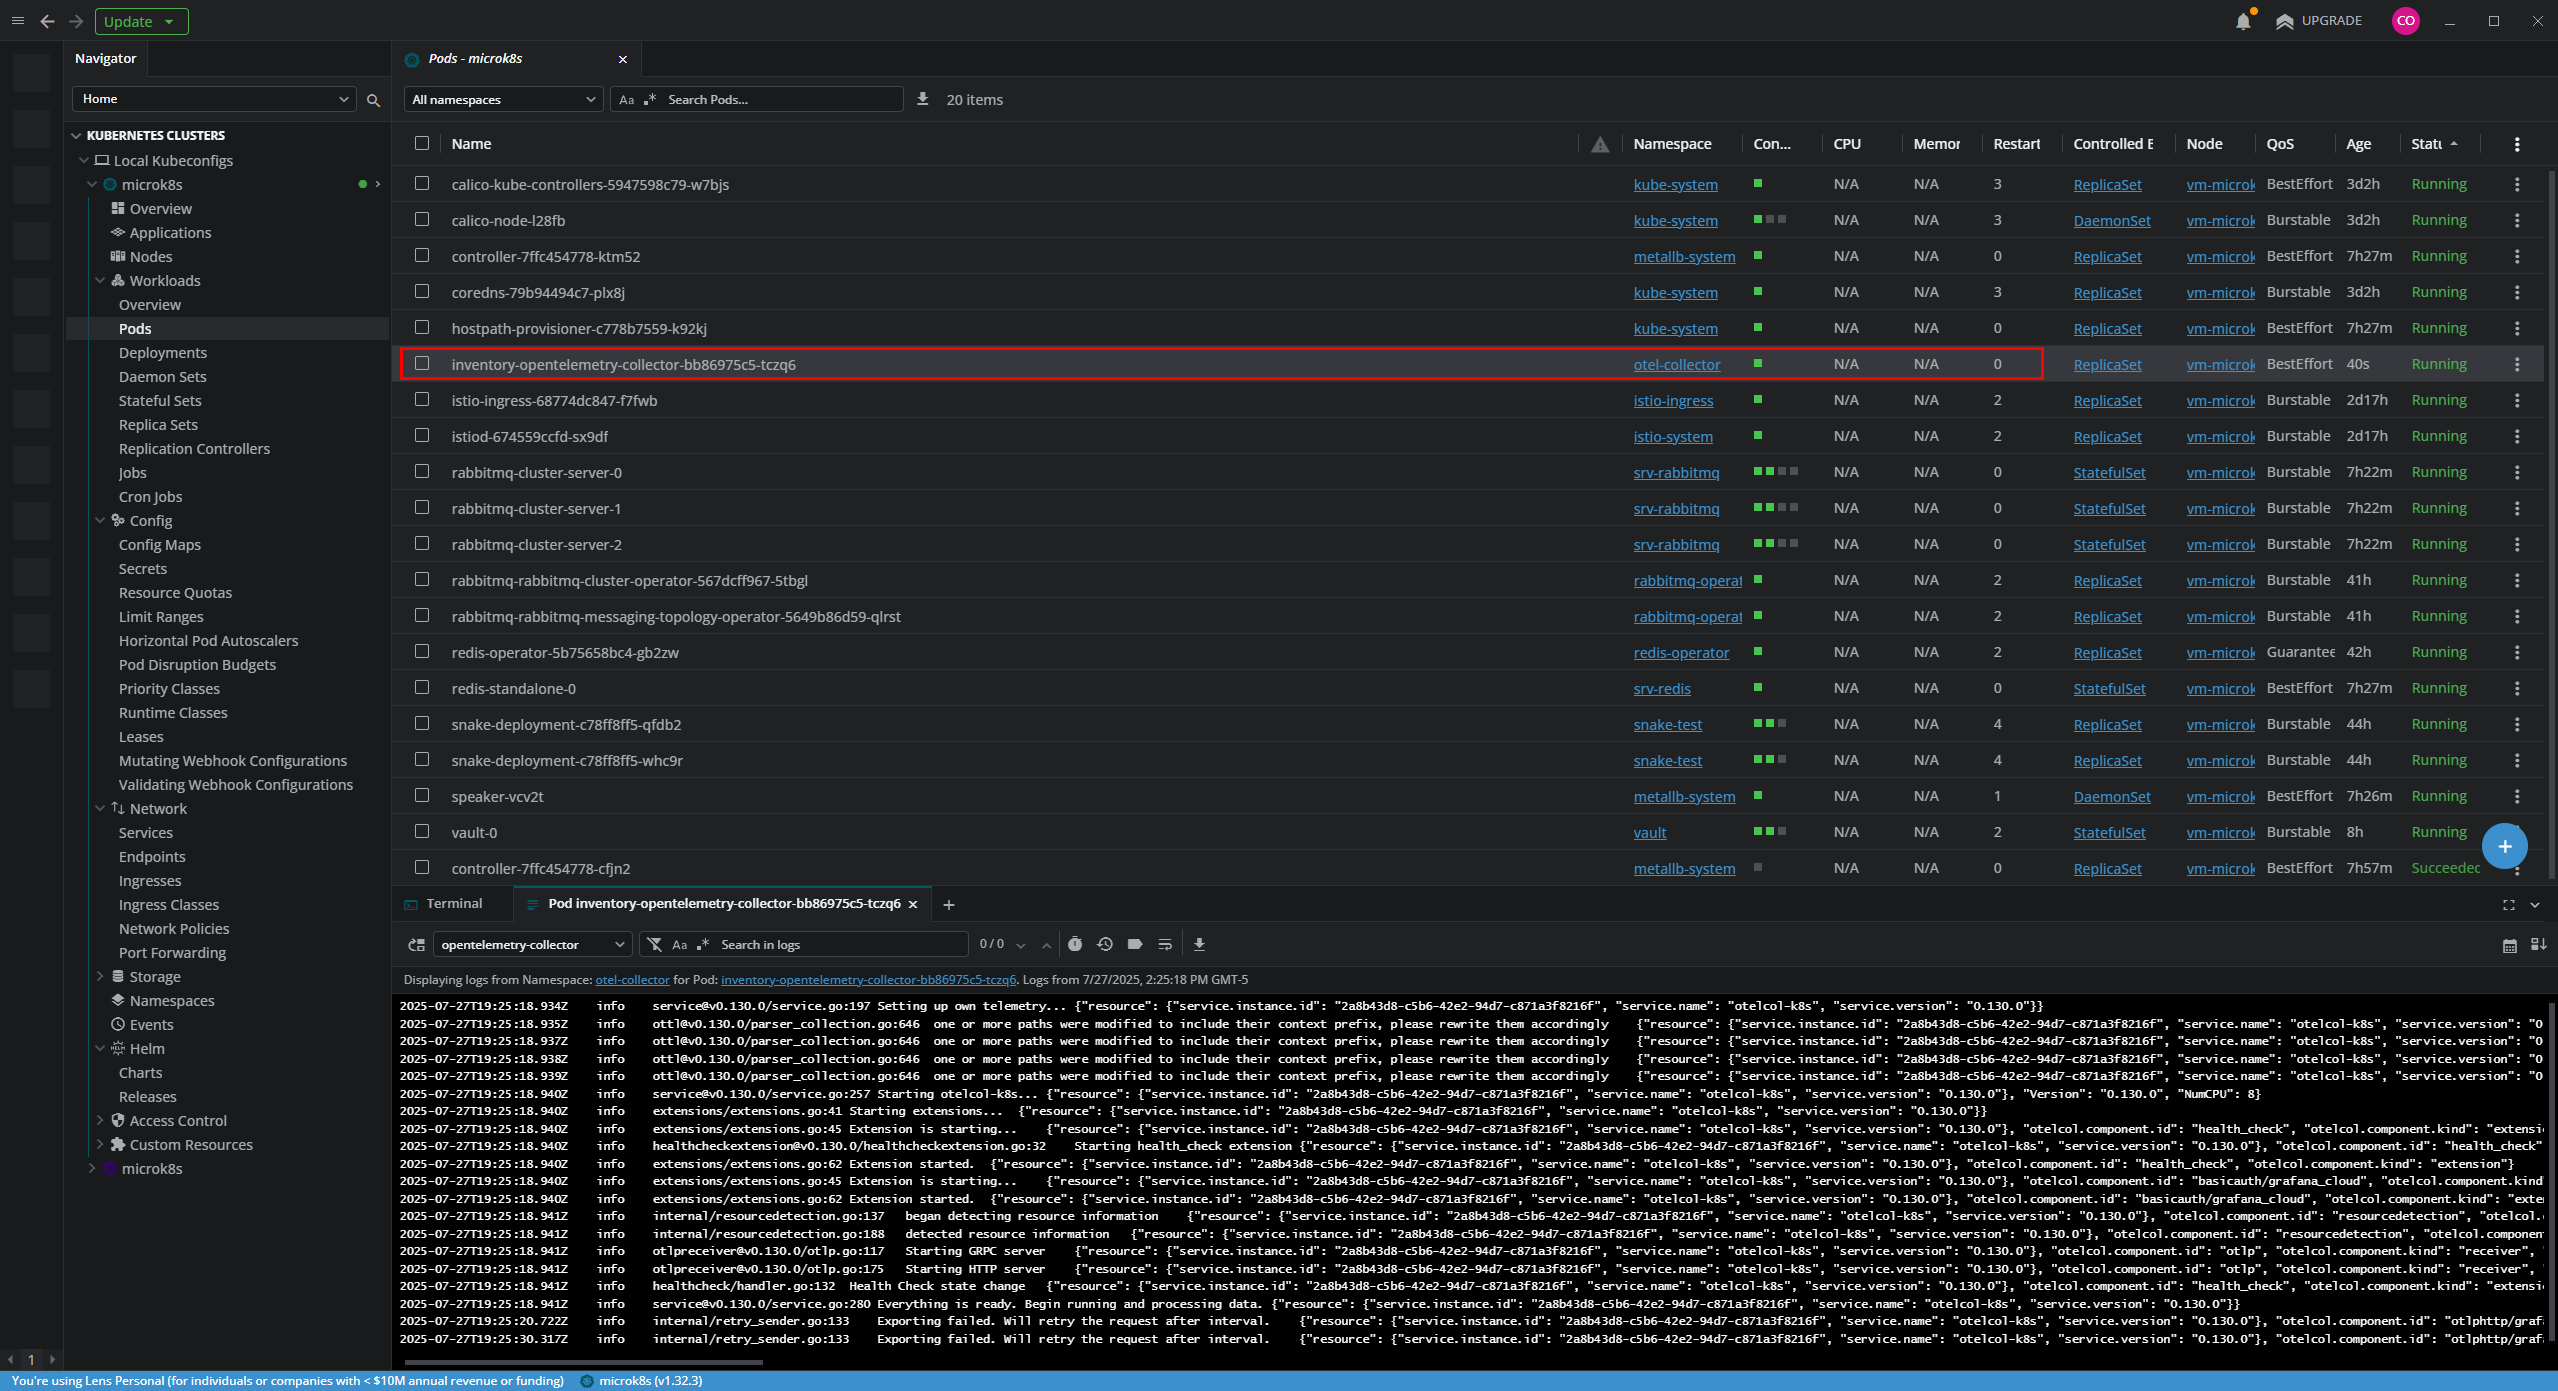 Update
UPGRADE
CO
Navigator
Pods - microk8s
Home
All namespaces
Aa .* Search Pods...
20 items
KUBERNETES CLUSTERS
Local Kubeconfigs
microk8s
Overview
Applications
Nodes
Workloads
Overview
Pods
Deployments
Daemon Sets
Stateful Sets
Replica Sets
Replication Controllers
Jobs
Cron Jobs
Config
Config Maps
Secrets
Resource Quotas
Limit Ranges
Horizontal Pod Autoscalers
Pod Disruption Budgets
Priority Classes
Runtime Classes
Leases
Mutating Webhook Configurations
Validating Webhook Configurations
Network
Services
Endpoints
Ingresses
Ingress Classes
Network Policies
Port Forwarding
Storage
Namespaces
Events
Helm
Charts
Releases
Access Control
Custom Resources
microk8s
1
Name Namespace Con... CPU Memor Restart Controlled E Node QoS Age Statu
calico-kube-controllers-5947598c79-w7bjs kube-system N/A N/A 3 ReplicaSet vm-microk BestEffort 3d2h Running
calico-node-l28fb kube-system N/A N/A 3 DaemonSet vm-microk Burstable 3d2h Running
controller-7ffc454778-ktm52 metallb-system N/A N/A 0 ReplicaSet vm-microk BestEffort 7h27m Running
coredns-79b94494c7-plx8j kube-system N/A N/A 3 ReplicaSet vm-microk Burstable 3d2h Running
hostpath-provisioner-c778b7559-k92kj kube-system N/A N/A 0 ReplicaSet vm-microk BestEffort 7h27m Running
inventory-opentelemetry-collector-bb86975c5-tczq6 otel-collector N/A N/A 0 ReplicaSet vm-microk BestEffort 40s Running
istio-ingress-68774dc847-f7fwb istio-ingress N/A N/A 2 ReplicaSet vm-microk Burstable 2d17h Running
istiod-674559ccfd-sx9df istio-system N/A N/A 2 ReplicaSet vm-microk Burstable 2d17h Running
rabbitmq-cluster-server-0 srv-rabbitmq N/A N/A 0 StatefulSet vm-microk Burstable 7h22m Running
rabbitmq-cluster-server-1 srv-rabbitmq N/A N/A 0 StatefulSet vm-microk Burstable 7h22m Running
rabbitmq-cluster-server-2 srv-rabbitmq N/A N/A 0 StatefulSet vm-microk Burstable 7h22m Running
rabbitmq-rabbitmq-cluster-operator-567dcff967-5tbgl rabbitmq-operat N/A N/A 2 ReplicaSet vm-microk Burstable 41h Running
rabbitmq-rabbitmq-messaging-topology-operator-5649b86d59-qlrst rabbitmq-operat N/A N/A 2 ReplicaSet vm-microk Burstable 41h Running
redis-operator-5b75658bc4-gb2zw redis-operator N/A N/A 2 ReplicaSet vm-microk Guarantee 42h Running
redis-standalone-0 srv-redis N/A N/A 0 StatefulSet vm-microk BestEffort 7h27m Running
snake-deployment-c78ff8ff5-qfdb2 snake-test N/A N/A 4 ReplicaSet vm-microk Burstable 44h Running
snake-deployment-c78ff8ff5-whc9r snake-test N/A N/A 4 ReplicaSet vm-microk Burstable 44h Running
speaker-vcv2t metallb-system N/A N/A 1 DaemonSet vm-microk BestEffort 7h26m Running
vault-0 vault N/A N/A 2 StatefulSet vm-microk Burstable 8h Running
controller-7ffc454778-cfjn2 metallb-system N/A N/A 0 ReplicaSet vm-microk BestEffort 7h57m Succeeded
Terminal
Pod inventory-opentelemetry-collector-bb86975c5-tczq6
opentelemetry-collector
Aa .* Search in logs
0 / 0
Displaying logs from Namespace: otel-collector for Pod: inventory-opentelemetry-collector-bb86975c5-tczq6. Logs from 7/27/2025, 2:25:18 PM GMT-5
2025-07-27T19:25:18.934Z info service@v0.130.0/service.go:197 Setting up own telemetry... {"resource": {"service.instance.id": "2a8b43d8-c5b6-42e2-94d7-c871a3f8216f", "service.name": "otelcol-k8s", "service.version": "0.130.0"}}
2025-07-27T19:25:18.935Z info ottl@v0.130.0/parser_collection.go:646 one or more paths were modified to include their context prefix, please rewrite them accordingly {"resource": {"service.instance.id": "2a8b43d8-c5b6-42e2-94d7-c871a3f8216f", "service.name": "otelcol-k8s", "service.version": "0
2025-07-27T19:25:18.937Z info ottl@v0.130.0/parser_collection.go:646 one or more paths were modified to include their context prefix, please rewrite them accordingly {"resource": {"service.instance.id": "2a8b43d8-c5b6-42e2-94d7-c871a3f8216f", "service.name": "otelcol-k8s", "service.version": "0
2025-07-27T19:25:18.938Z info ottl@v0.130.0/parser_collection.go:646 one or more paths were modified to include their context prefix, please rewrite them accordingly {"resource": {"service.instance.id": "2a8b43d8-c5b6-42e2-94d7-c871a3f8216f", "service.name": "otelcol-k8s", "service.version": "0
2025-07-27T19:25:18.939Z info ottl@v0.130.0/parser_collection.go:646 one or more paths were modified to include their context prefix, please rewrite them accordingly {"resource": {"service.instance.id": "2a8b43d8-c5b6-42e2-94d7-c871a3f8216f", "service.name": "otelcol-k8s", "service.version": "0
2025-07-27T19:25:18.940Z info service@v0.130.0/service.go:257 Starting otelcol-k8s... {"resource": {"service.instance.id": "2a8b43d8-c5b6-42e2-94d7-c871a3f8216f", "service.name": "otelcol-k8s", "service.version": "0.130.0"}, "Version": "0.130.0", "NumCPU": 8}
2025-07-27T19:25:18.940Z info extensions/extensions.go:41 Starting extensions... {"resource": {"service.instance.id": "2a8b43d8-c5b6-42e2-94d7-c871a3f8216f", "service.name": "otelcol-k8s", "service.version": "0.130.0"}}
2025-07-27T19:25:18.940Z info extensions/extensions.go:45 Extension is starting... {"resource": {"service.instance.id": "2a8b43d8-c5b6-42e2-94d7-c871a3f8216f", "service.name": "otelcol-k8s", "service.version": "0.130.0"}, "otelcol.component.id": "health_check", "otelcol.component.kind": "extensi
2025-07-27T19:25:18.940Z info healthcheckextension@v0.130.0/healthcheckextension.go:32 Starting health_check extension {"resource": {"service.instance.id": "2a8b43d8-c5b6-42e2-94d7-c871a3f8216f", "service.name": "otelcol-k8s", "service.version": "0.130.0"}, "otelcol.component.id": "health_check"
2025-07-27T19:25:18.940Z info extensions/extensions.go:62 Extension started. {"resource": {"service.instance.id": "2a8b43d8-c5b6-42e2-94d7-c871a3f8216f", "service.name": "otelcol-k8s", "service.version": "0.130.0"}, "otelcol.component.id": "health_check", "otelcol.component.kind": "extension"}
2025-07-27T19:25:18.940Z info extensions/extensions.go:45 Extension is starting... {"resource": {"service.instance.id": "2a8b43d8-c5b6-42e2-94d7-c871a3f8216f", "service.name": "otelcol-k8s", "service.version": "0.130.0"}, "otelcol.component.id": "basicauth/grafana_cloud", "otelcol.component.kind"
2025-07-27T19:25:18.940Z info extensions/extensions.go:62 Extension started. {"resource": {"service.instance.id": "2a8b43d8-c5b6-42e2-94d7-c871a3f8216f", "service.name": "otelcol-k8s", "service.version": "0.130.0"}, "otelcol.component.id": "basicauth/grafana_cloud", "otelcol.component.kind": "exte
2025-07-27T19:25:18.941Z info internal/resourcedetection.go:137 began detecting resource information {"resource": {"service.instance.id": "2a8b43d8-c5b6-42e2-94d7-c871a3f8216f", "service.name": "otelcol-k8s", "service.version": "0.130.0"}, "otelcol.component.id": "resourcedetection", "otelcol.c
2025-07-27T19:25:18.941Z info internal/resourcedetection.go:188 detected resource information {"resource": {"service.instance.id": "2a8b43d8-c5b6-42e2-94d7-c871a3f8216f", "service.name": "otelcol-k8s", "service.version": "0.130.0"}, "otelcol.component.id": "resourcedetection", "otelcol.compone
2025-07-27T19:25:18.941Z info otlpreceiver@v0.130.0/otlp.go:117 Starting GRPC server {"resource": {"service.instance.id": "2a8b43d8-c5b6-42e2-94d7-c871a3f8216f", "service.name": "otelcol-k8s", "service.version": "0.130.0"}, "otelcol.component.id": "otlp", "otelcol.component.kind": "receiver", "
2025-07-27T19:25:18.941Z info otlpreceiver@v0.130.0/otlp.go:175 Starting HTTP server {"resource": {"service.instance.id": "2a8b43d8-c5b6-42e2-94d7-c871a3f8216f", "service.name": "otelcol-k8s", "service.version": "0.130.0"}, "otelcol.component.id": "otlp", "otelcol.component.kind": "receiver", "
2025-07-27T19:25:18.941Z info healthcheck/handler.go:132 Health Check state change {"resource": {"service.instance.id": "2a8b43d8-c5b6-42e2-94d7-c871a3f8216f", "service.name": "otelcol-k8s", "service.version": "0.130.0"}, "otelcol.component.id": "health_check", "otelcol.component.kind": "extensi
2025-07-27T19:25:18.941Z info service@v0.130.0/service.go:280 Everything is ready. Begin running and processing data. {"resource": {"service.instance.id": "2a8b43d8-c5b6-42e2-94d7-c871a3f8216f", "service.name": "otelcol-k8s", "service.version": "0.130.0"}}
2025-07-27T19:25:20.722Z info internal/retry_sender.go:133 Exporting failed. Will retry the request after interval. {"resource": {"service.instance.id": "2a8b43d8-c5b6-42e2-94d7-c871a3f8216f", "service.name": "otelcol-k8s", "service.version": "0.130.0"}, "otelcol.component.id": "otlphttp/graf
2025-07-27T19:25:30.317Z info internal/retry_sender.go:133 Exporting failed. Will retry the request after interval. {"resource": {"service.instance.id": "2a8b43d8-c5b6-42e2-94d7-c871a3f8216f", "service.name": "otelcol-k8s", "service.version": "0.130.0"}, "otelcol.component.id": "otlphttp/graf
You're using Lens Personal (for individuals or companies with < $10M annual revenue or funding) microk8s (v1.32.3)